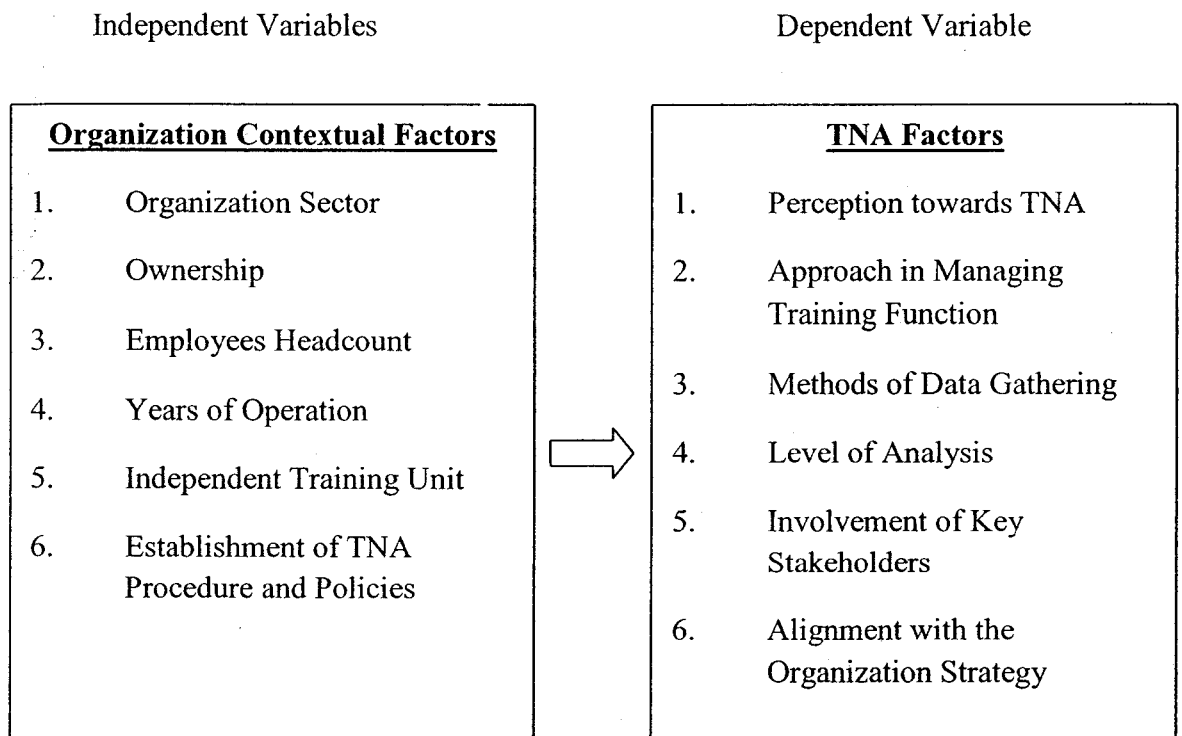 Independent Variables
Dependent Variable
Organization Contextual Factors
1. Organization Sector
2. Ownership
3. Employees Headcount
4. Years of Operation
5. Independent Training Unit
6. Establishment of TNA
Procedure and Policies
TNA Factors
1. Perception towards TNA
2. Approach in Managing
Training Function
3. Methods of Data Gathering
4. Level of Analysis
5. Involvement of Key
Stakeholders
6. Alignment with the
Organization Strategy